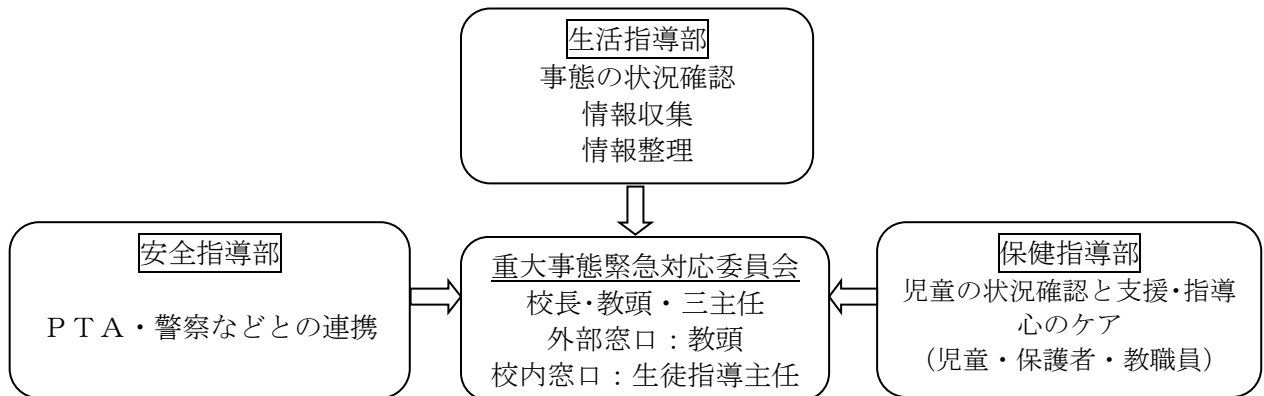 生活指導部
事態の状況確認
情報収集
情報整理
安全指導部
ＰＴＡ・警察などとの連携
重大事態緊急対応委員会
校長･教頭・三主任
外部窓口：教頭
校内窓口：生徒指導主任
保健指導部
児童の状況確認と支援･指導
心のケア
（児童・保護者・教職員）